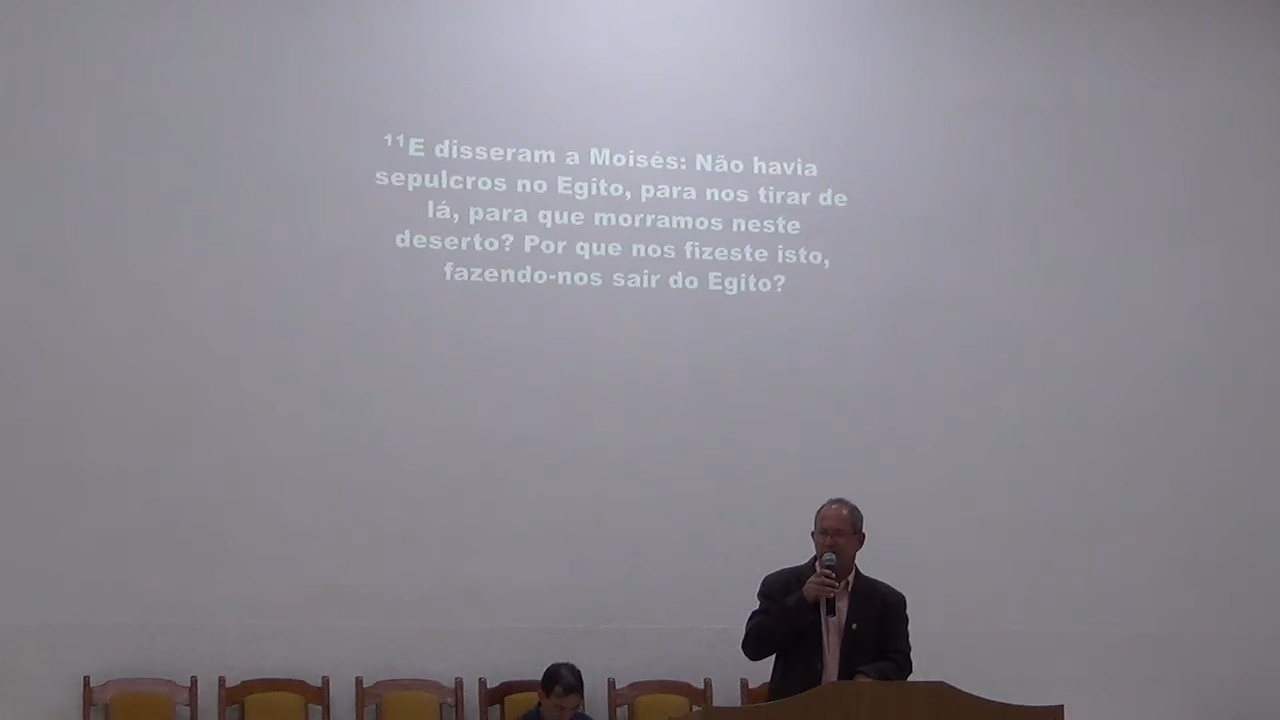 ¹¹E disseram a Moisés: Não havia
sepulcros no Egito, para nos tirar de
lá, para que morramos neste
deserto? Por que nos fizeste isto,
fazendo-nos sair do Egito?